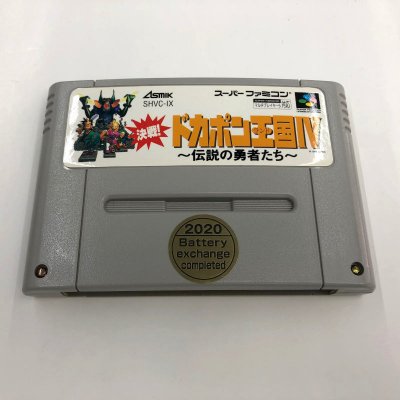 ASMIK
SHVC-IX
スーパーファミコン
決戦!
ドカポン王国IV
～伝説の勇者たち～
2020
Battery
exchange
completed